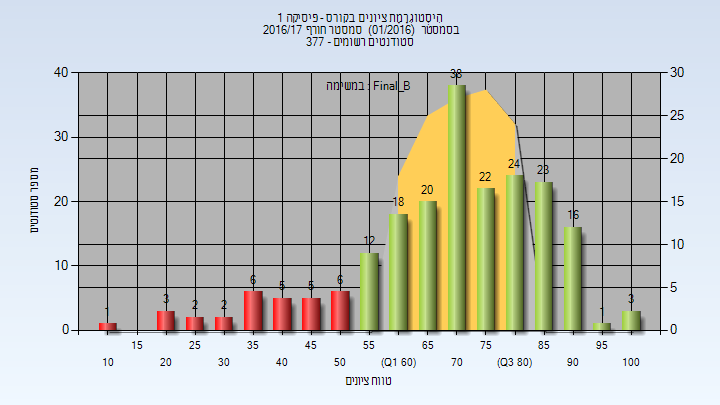 היסטוגרמת ציונים בקורס - פיסיקה 1
בסמסטר (01/2016) סמסטר חורף 2016/17
סטודנטים רשומים - 377
במשימה : Final_B
40 30 20 10 0
מספר סטודנטים
30 25 20 15 10 5 0
1 3 2 2 6 5 5 6 12 18 20 38 22 24 23 16 1 3
15 25 35 45 55 65 75 85 95
10 20 30 40 50 (Q1 60) 70 (Q3 80) 90 100
טווח ציונים